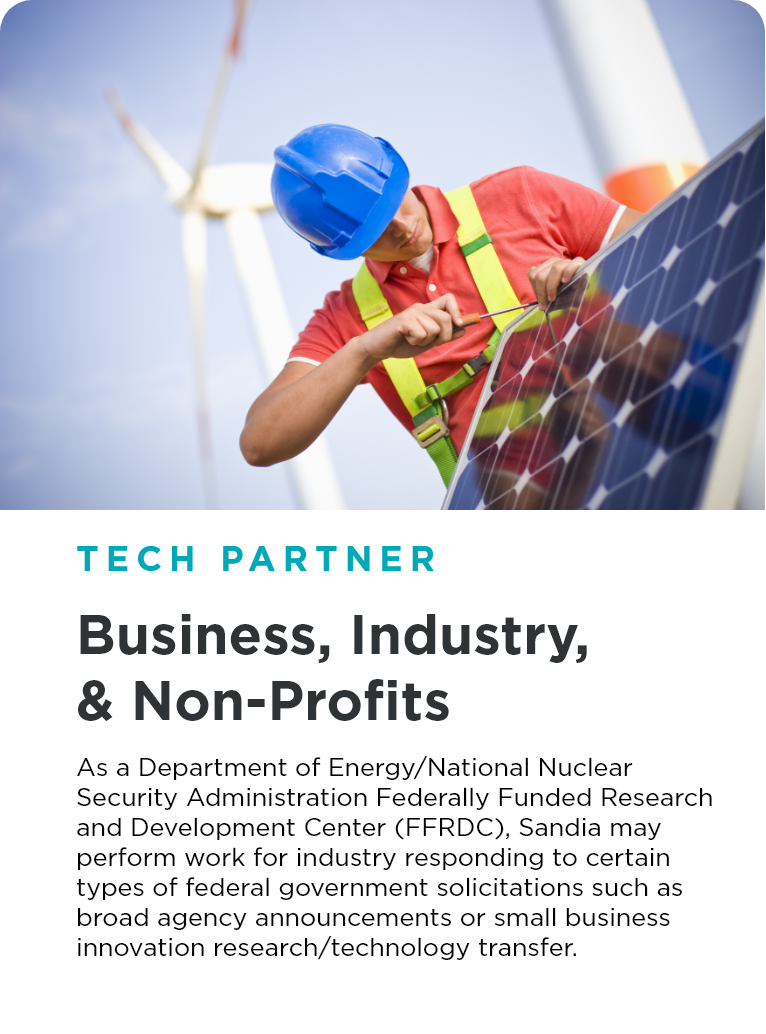 TECH PARTNER
Business, Industry,
& Non-Profits
As a Department of Energy/National Nuclear
Security Administration Federally Funded Research
and Development Center (FFRDC), Sandia may
perform work for industry responding to certain
types of federal government solicitations such as
broad agency announcements or small business
innovation research/technology transfer.